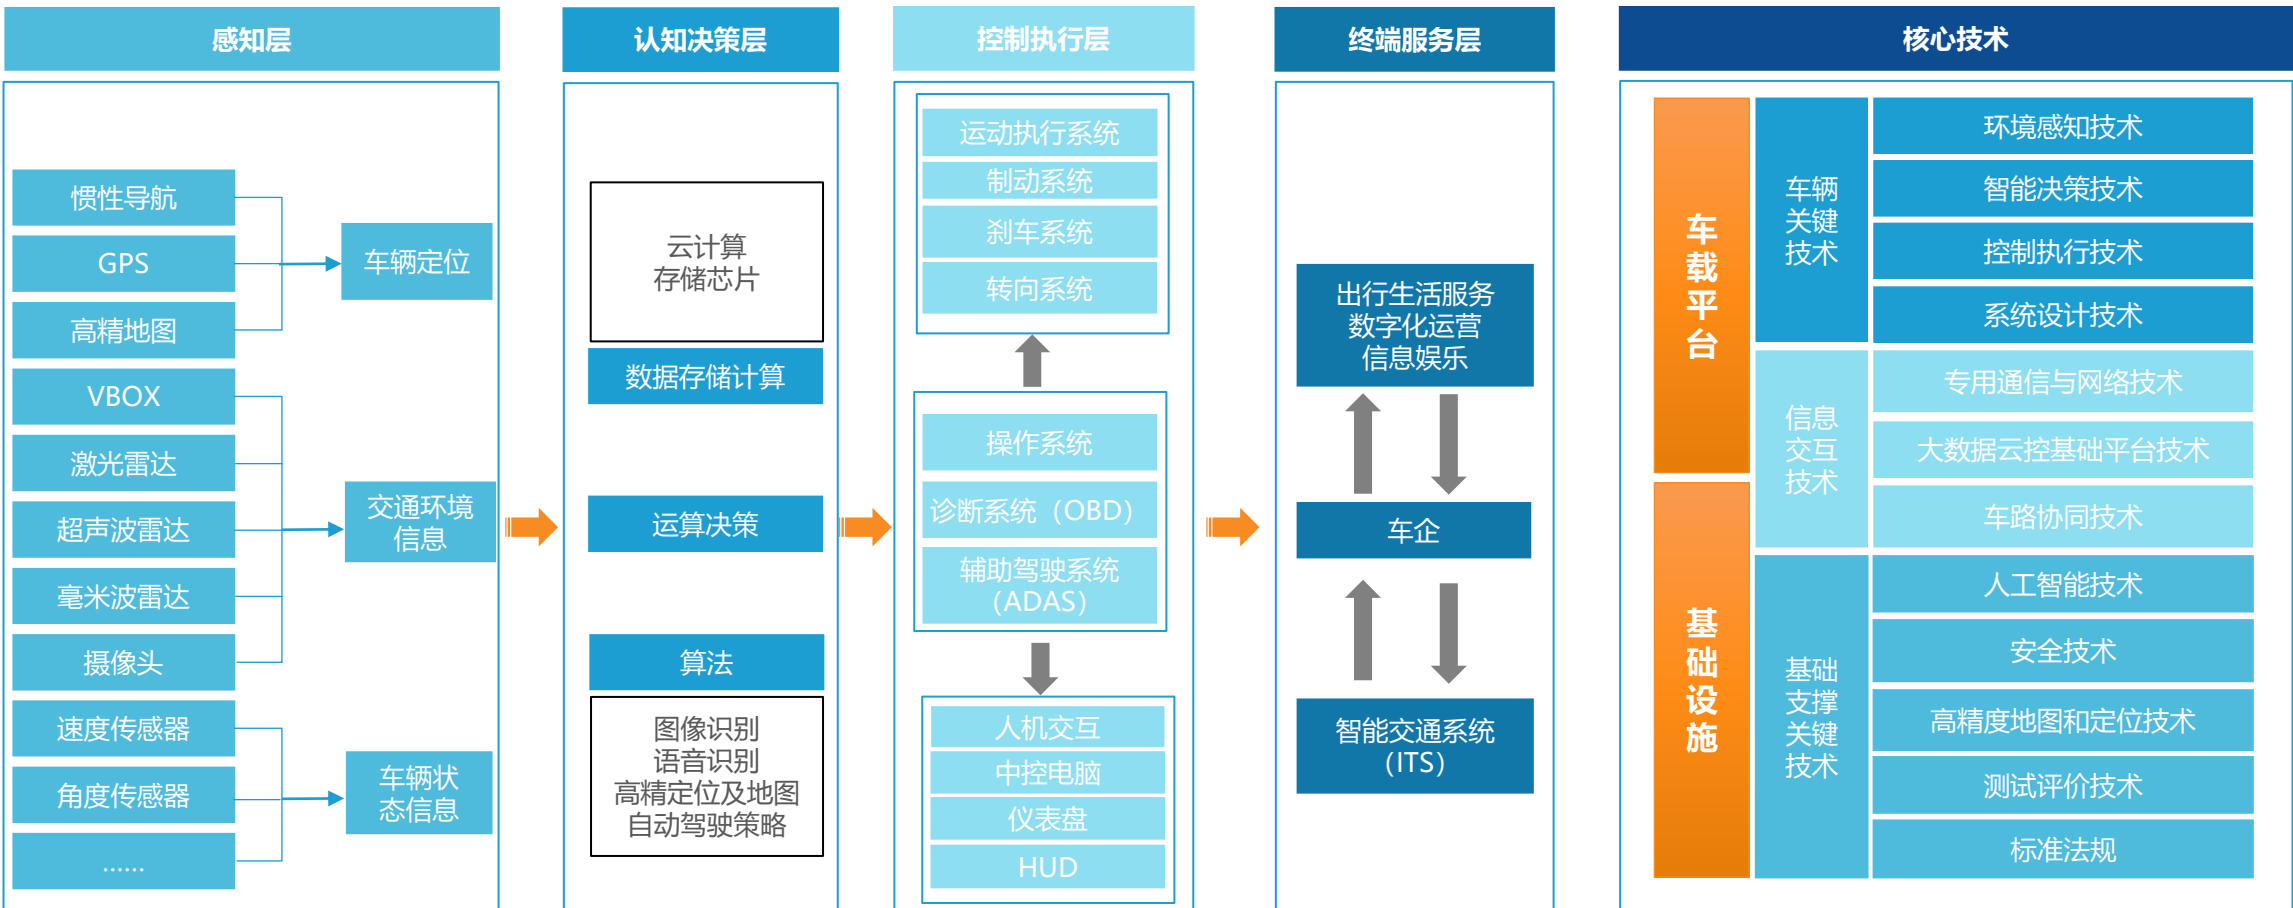 感知层
惯性导航
GPS
高精地图
VBOX
激光雷达
超声波雷达
毫米波雷达
摄像头
速度传感器
角度传感器
……
车辆定位
交通环境
信息
车辆状
态信息
认知决策层
云计算
存储芯片
数据存储计算
运算决策
算法
图像识别
语音识别
高精定位及地图
自动驾驶策略
控制执行层
运动执行系统
制动系统
刹车系统
转向系统
操作系统
诊断系统（OBD）
辅助驾驶系统
（ADAS）
人机交互
中控电脑
仪表盘
HUD
终端服务层
出行生活服务
数字化运营
信息娱乐
车企
智能交通系统
（ITS）
核心技术
车载平台
基础设施
车辆
关键
技术
环境感知技术
智能决策技术
控制执行技术
系统设计技术
信息
交互
技术
专用通信与网络技术
大数据云控基础平台技术
车路协同技术
基础
支撑
关键
技术
人工智能技术
安全技术
高精度地图和定位技术
测试评价技术
标准法规